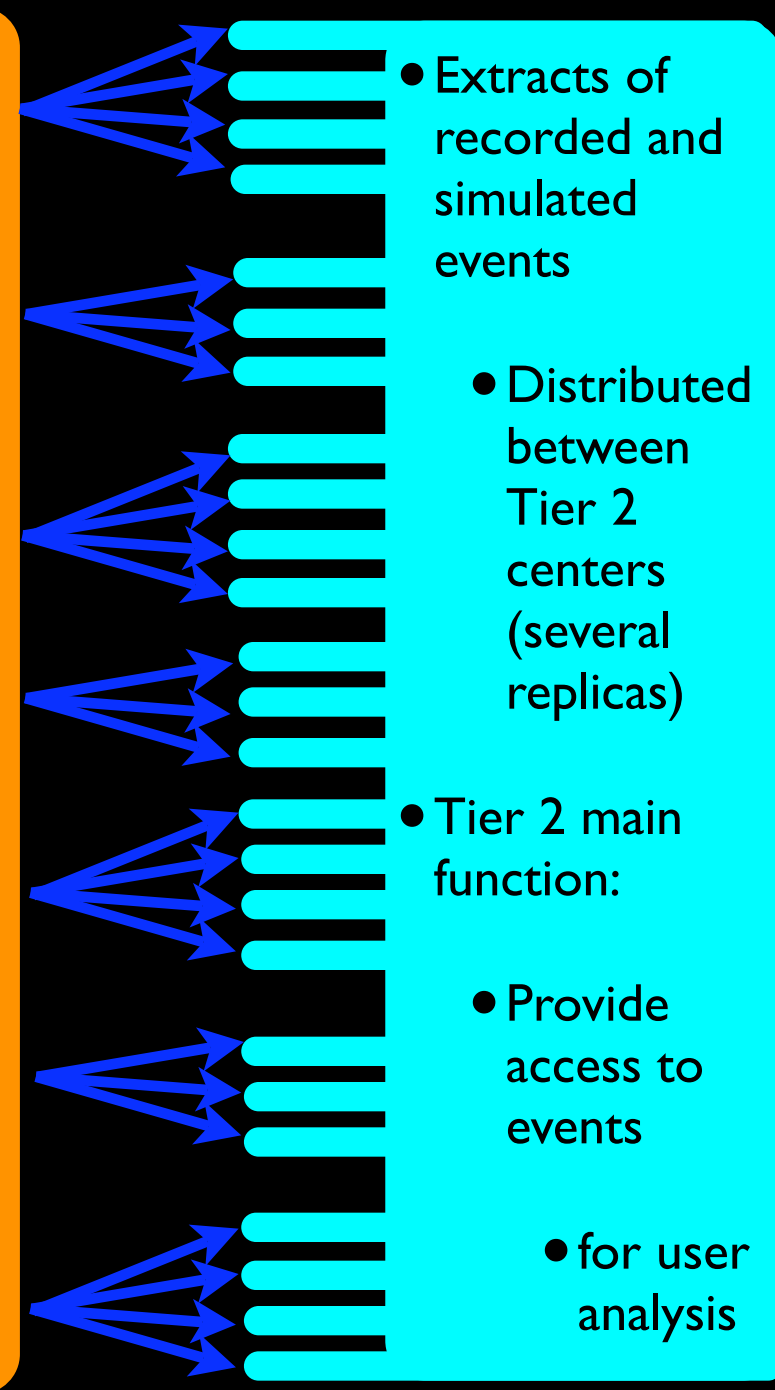 • Extracts of
recorded and
simulated
events
• Distributed
between
Tier 2
centers
(several
replicas)
• Tier 2 main
function:
• Provide
access to
events
• for user
analysis